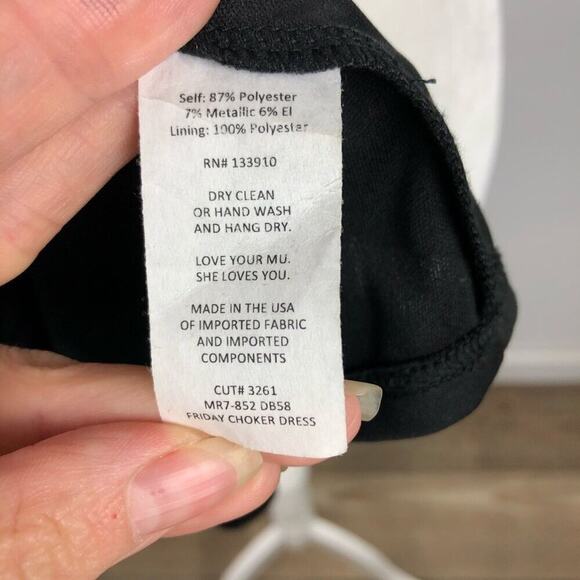 Self: 87% Polyester
7% Metallic 6% El
Lining: 100% Polyester
RN# 133910
DRY CLEAN
OR HAND WASH
AND HANG DRY.
LOVE YOUR MU.
SHE LOVES YOU.
MADE IN THE USA
OF IMPORTED FABRIC
AND IMPORTED
COMPONENTS
CUT# 3261
MR7-852 DB58
FRIDAY CHOKER DRESS